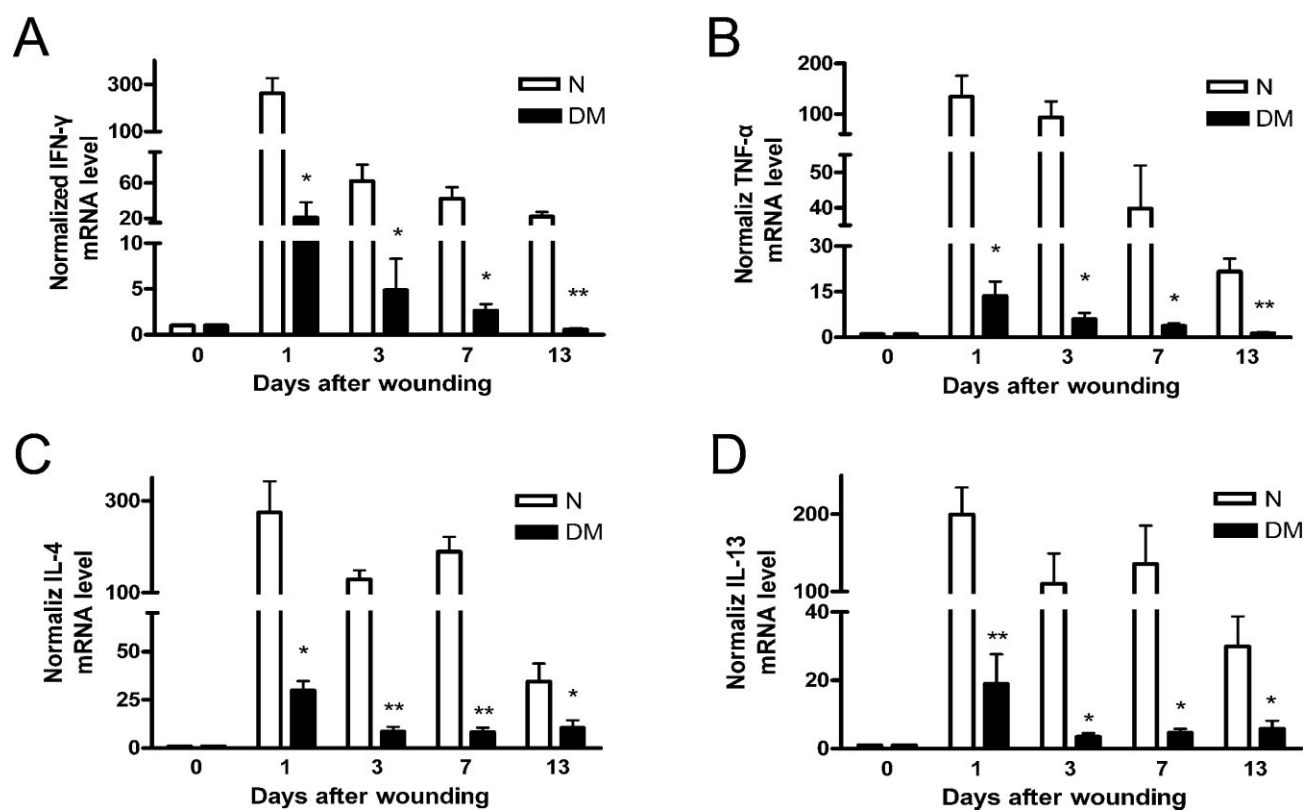 A
Normalized IFN-γ
mRNA level
300
100
60
20
10
5
0
N
DM
*
*
*
**
0 1 3 7 13
Days after wounding
B
Normaliz TNF-α
mRNA level
200
100
50
40
30
15
0
N
DM
*
*
*
**
0 1 3 7 13
Days after wounding
C
Normaliz IL-4
mRNA level
300
100
50
25
0
N
DM
*
**
**
*
0 1 3 7 13
Days after wounding
D
Normaliz IL-13
mRNA level
200
100
40
20
0
N
DM
**
*
*
*
0 1 3 7 13
Days after wounding